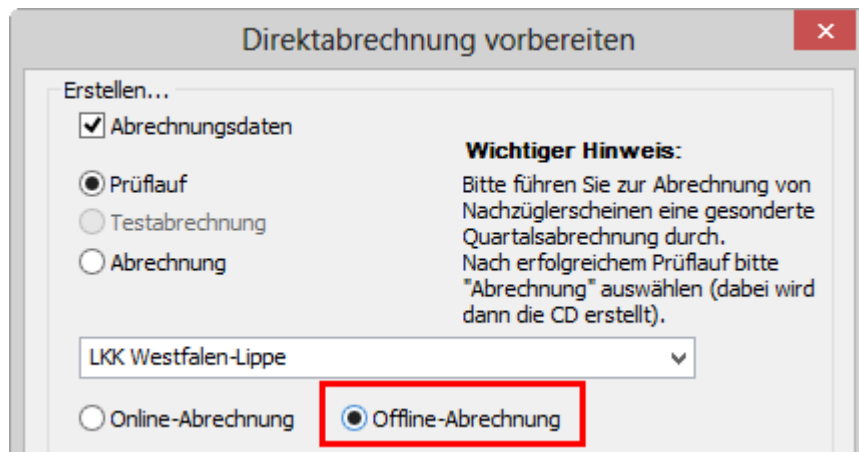 Direktabrechnung vorbereiten
Erstellen...
Abrechnungsdaten
Prüflauf
Testabrechnung
Abrechnung
Wichtiger Hinweis:
Bitte führen Sie zur Abrechnung von
Nachzüglerscheinen eine gesonderte
Quartalsabrechnung durch.
Nach erfolgreichem Prüflauf bitte
"Abrechnung" auswählen (dabei wird
dann die CD erstellt).
LKK Westfalen-Lippe
Online-Abrechnung
Offline-Abrechnung